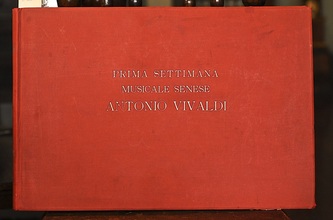 PRIMA SETTIMANA
MUSICALE SENESE
ANTONIO VIVALDI